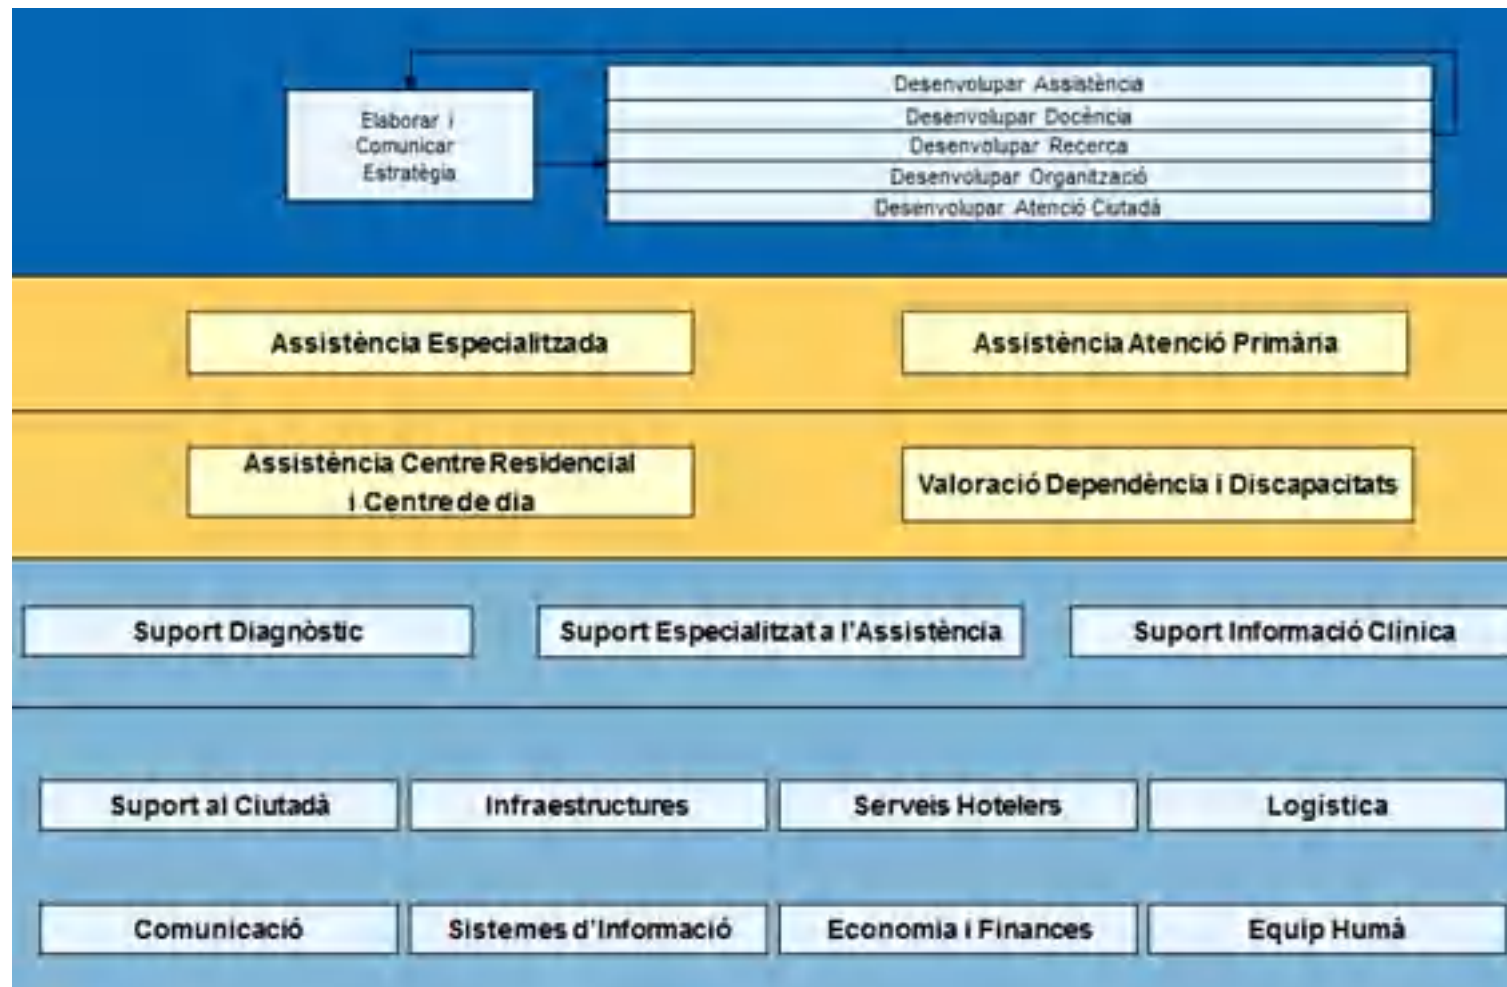 Elaborar i
Comunicar
Estratègia
Desenvolupar Assistència
Desenvolupar Docència
Desenvolupar Recerca
Desenvolupar Organització
Desenvolupar Atenció Ciutadà
Assistència Especialitzada
Assistència Atenció Primària
Assistència Centre Residencial
i Centre de dia
Valoració Dependència i Discapacitats
Suport Diagnòstic
Suport Especialitzat a l'Assistència
Suport Informació Clínica
Suport al Ciutadà
Infraestructures
Serveis Hotelers
Logística
Comunicació
Sistemes d'Informació
Economia i Finances
Equip Humà